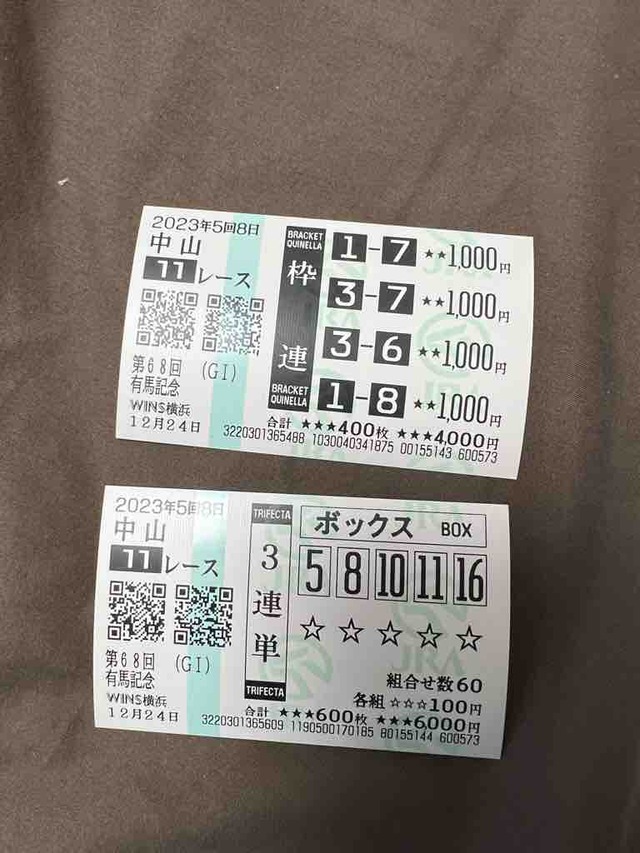 2023年5回8日
中山
11レース
第68回
有馬記念
(GI)
WINS横浜
12月24日
BRACKET
QUINELLA
枠連
BRACKET
QUINELLA
1-7 ★★1,000円
3-7 ★★1,000円
3-6 ★★1,000円
1-8 ★★1,000円
合計 ★★★400枚 ★★★4,000円
3220301365488 1030040341875 00155143 600573
2023年5回8日
中山
11レース
第68回
有馬記念
(GI)
WINS横浜
12月24日
TRIFECTA
3連単
TRIFECTA
ボックス BOX
5 8 10 11 16
☆ ☆ ☆ ☆ ☆
JRA
組合せ数60
各組 ☆☆☆100円
合計 ★★★600枚 ★★★6,000円
3220301365609 1190500170185 80155144 600573